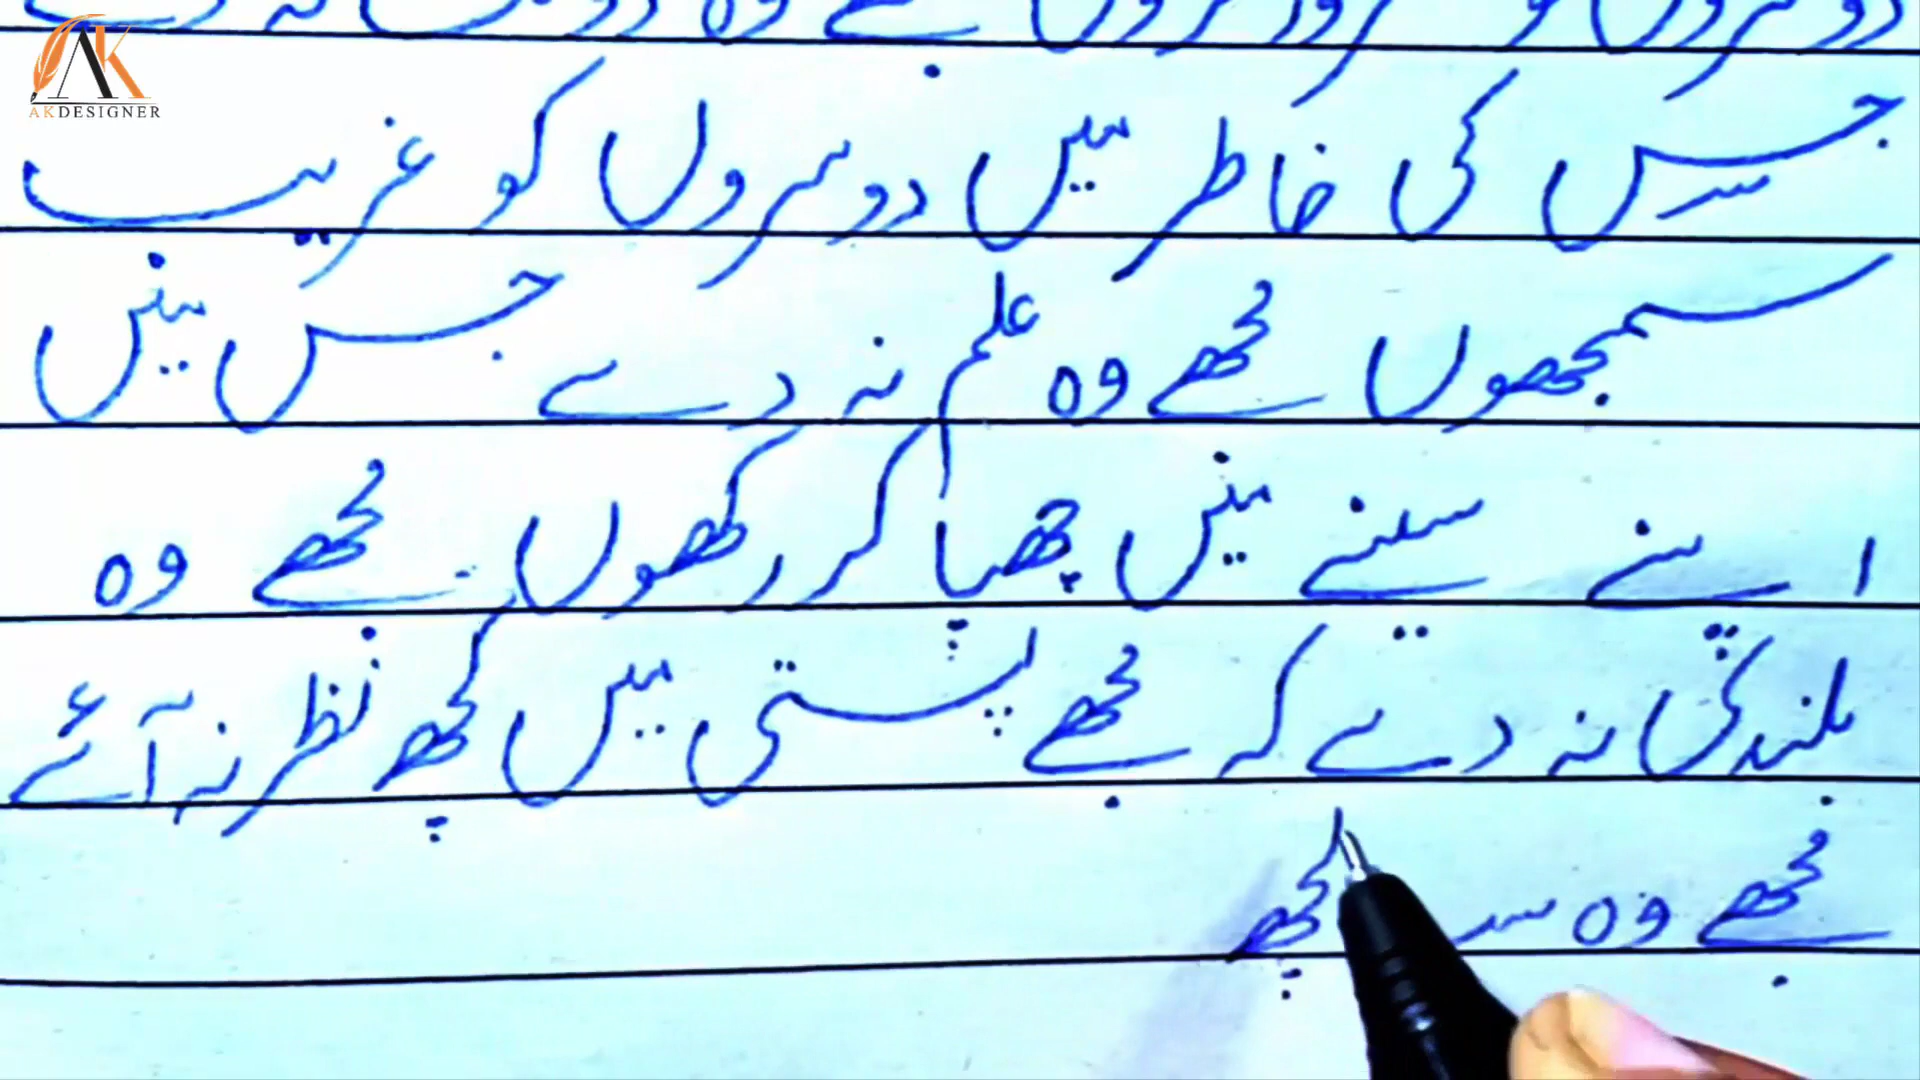 AK
AKDESIGNER
جس کی خاطر میں دوسروں کو غریب
سمجھوں مجھے وہ علم نہ دے جس میں
اپنے سینے میں چھپا کر رکھوں مجھے وہ
بلندی نہ دے کہ مجھے پستی میں کچھ نظر نہ آئے
مجھے وہ سب کچھ